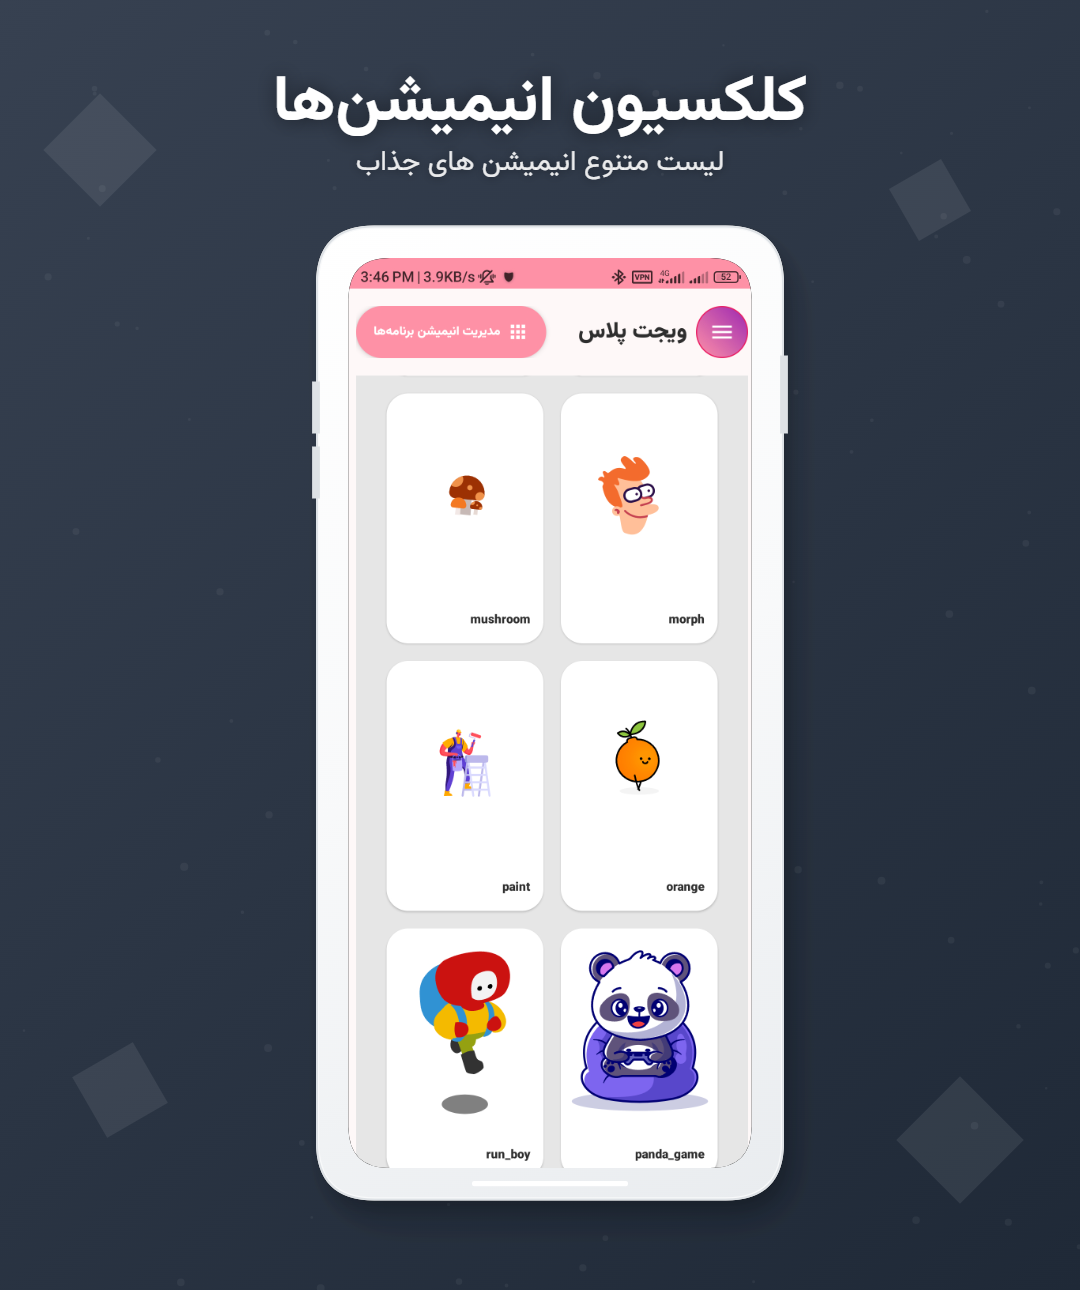 کلکسیون انیمیشن‌ها
لیست متنوع انیمیشن های جذاب
3:46 PM | 3.9KB/s
VPN 4G 52
ویجت پلاس
مدیریت انیمیشن برنامه‌ها
morph
mushroom
orange
paint
panda_game
run_boy